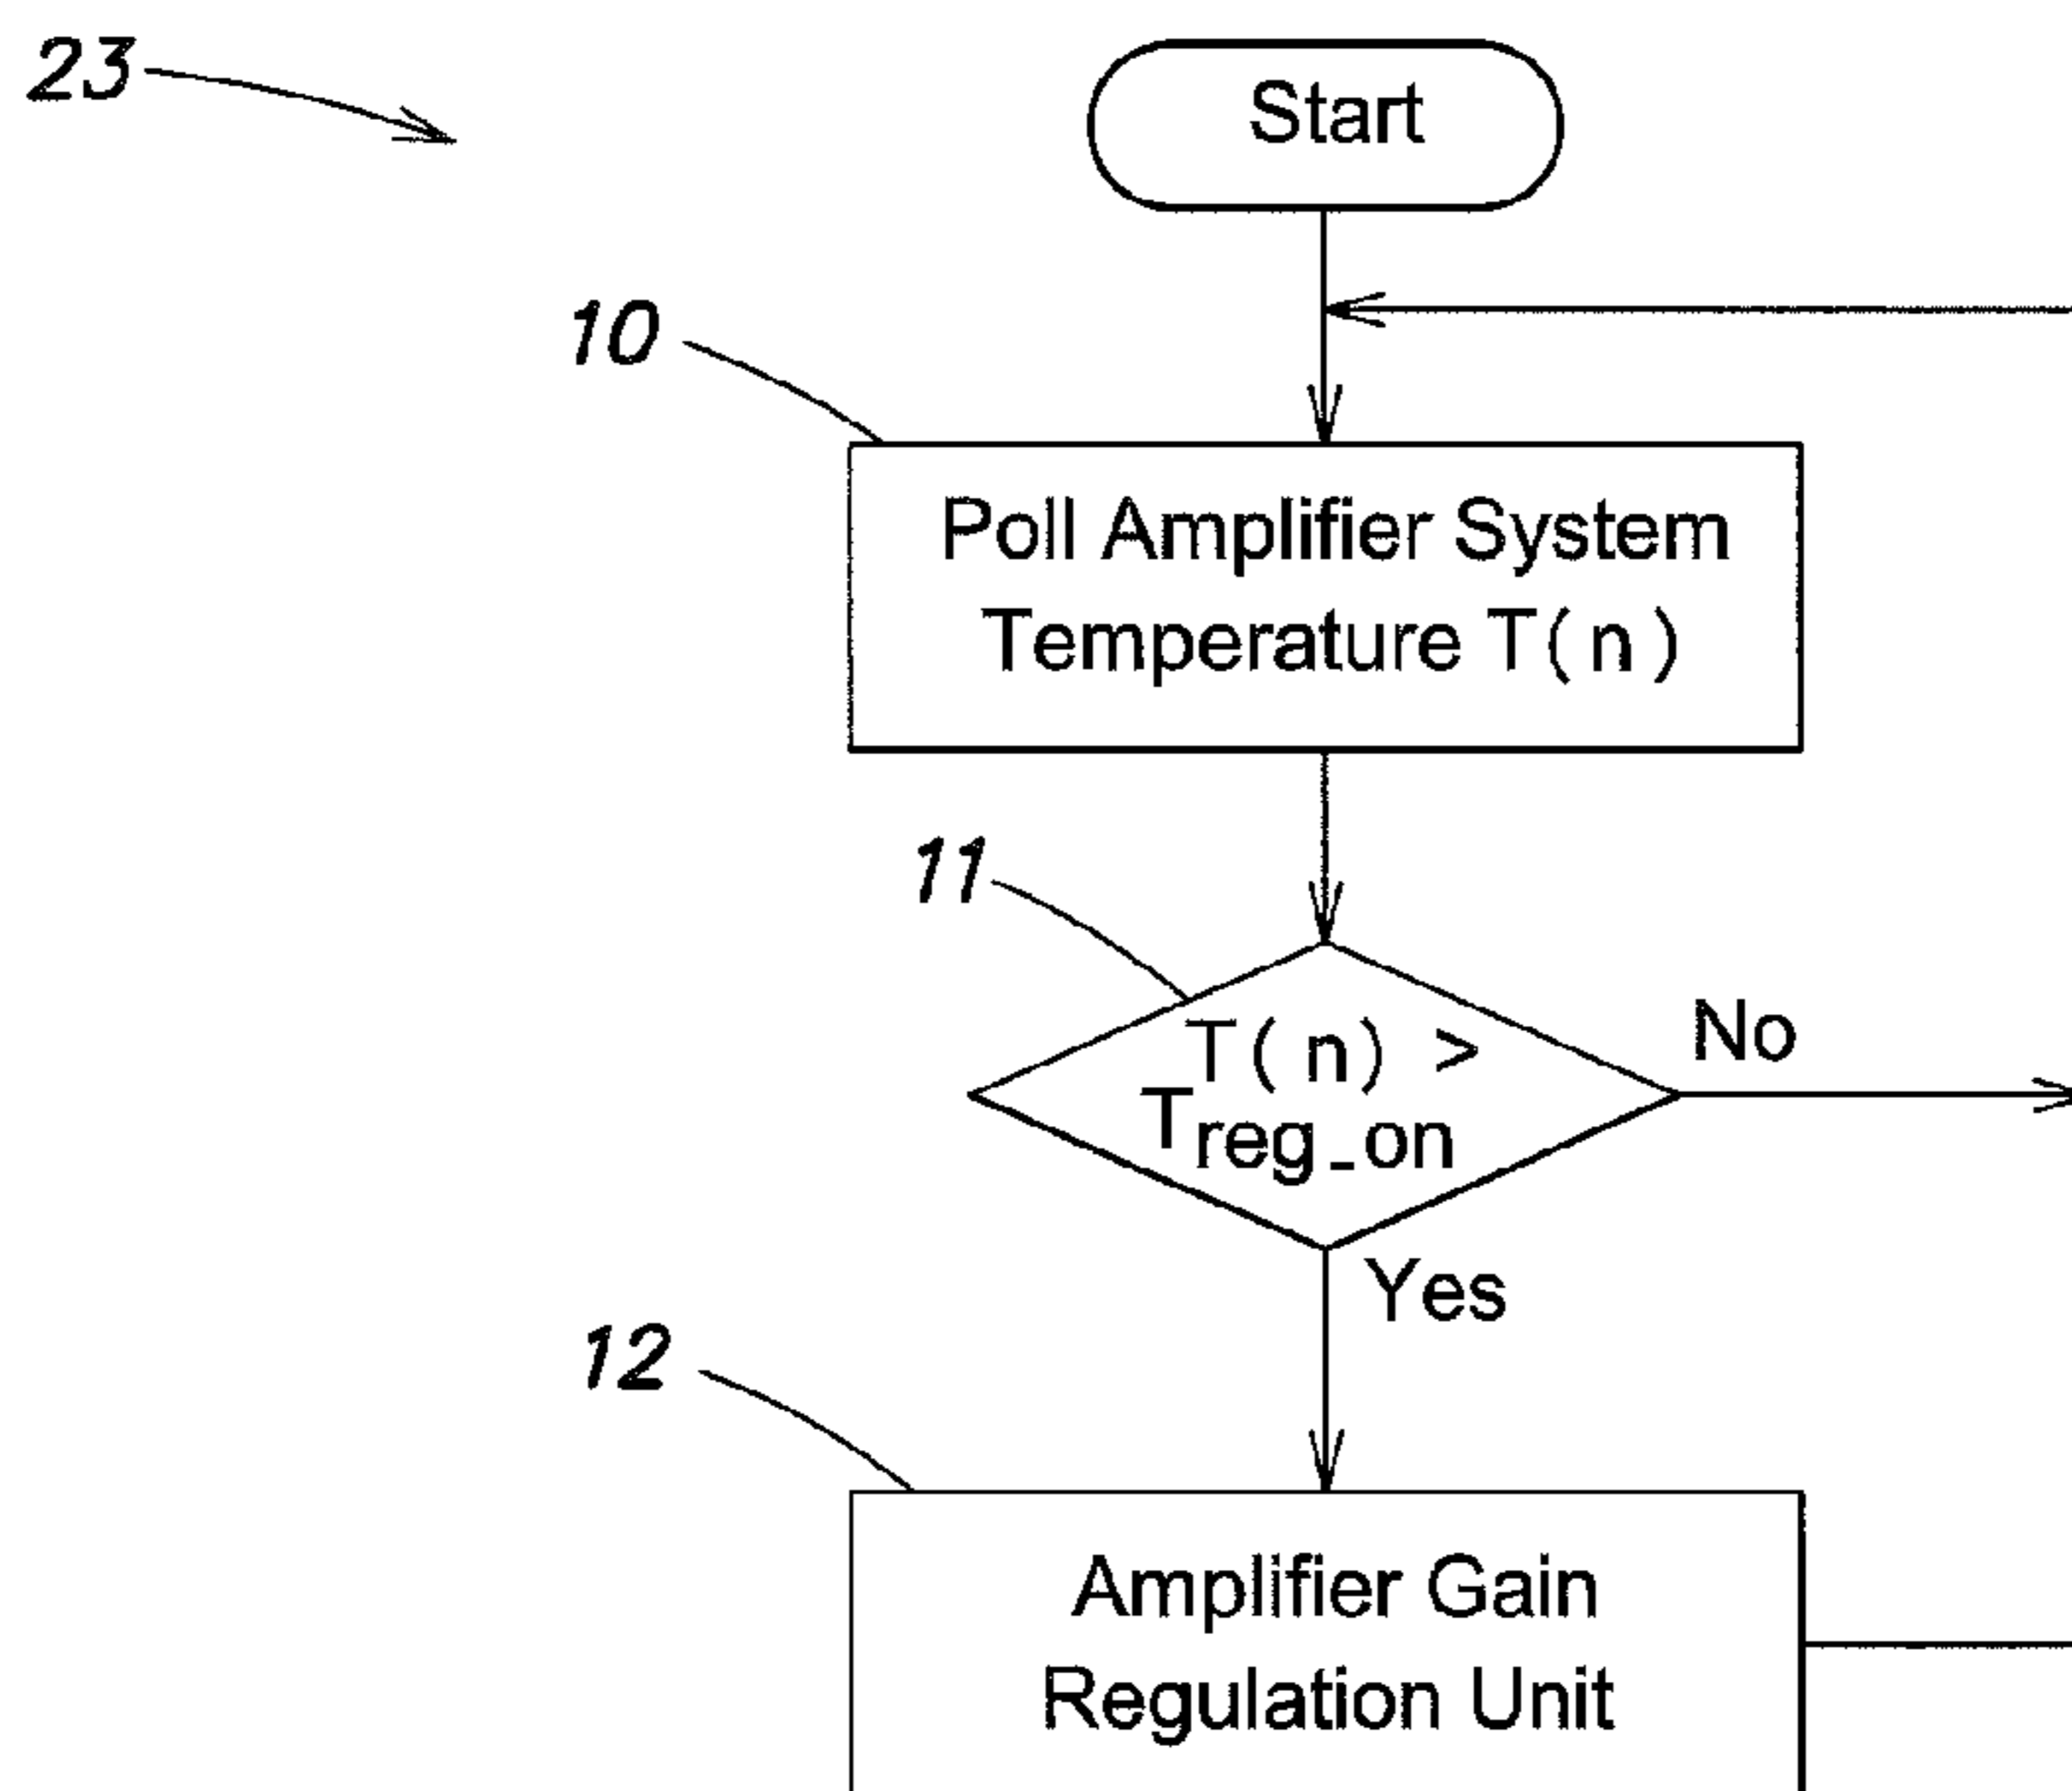 23
Start
10
Poll Amplifier System
Temperature T(n)
11
T(n) >
Treg_on
No
Yes
12
Amplifier Gain
Regulation Unit